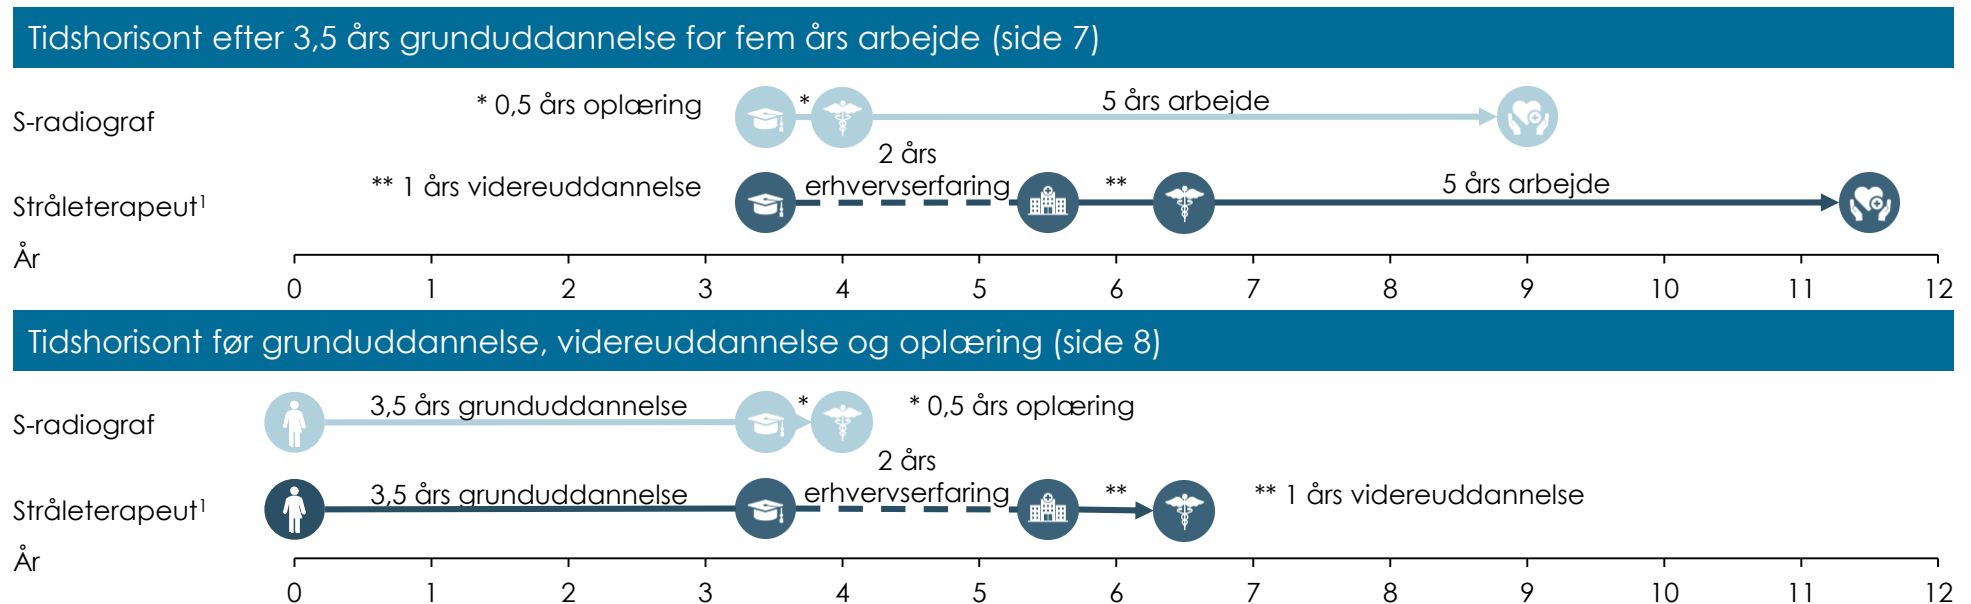 Tidshorisont efter 3,5 års grunduddannelse for fem års arbejde (side 7)
S-radiograf
* 0,5 års oplæring
*
5 års arbejde
Stråleterapeut¹
** 1 års videreuddannelse
2 års
erhvervserfaring
**
5 års arbejde
År
0 1 2 3 4 5 6 7 8 9 10 11 12
Tidshorisont før grunduddannelse, videreuddannelse og oplæring (side 8)
S-radiograf
3,5 års grunduddannelse
*
* 0,5 års oplæring
Stråleterapeut¹
3,5 års grunduddannelse
2 års
erhvervserfaring
**
** 1 års videreuddannelse
År
0 1 2 3 4 5 6 7 8 9 10 11 12